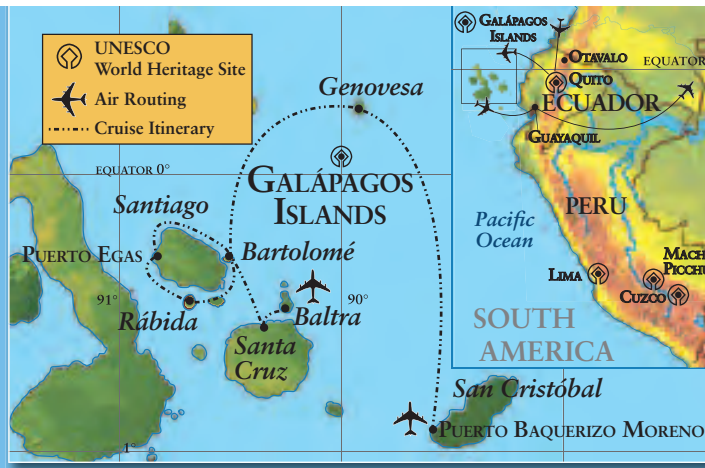 UNESCO
World Heritage Site
Air Routing
Cruise Itinerary
Genovesa
EQUATOR 0°
GALÁPAGOS
ISLANDS
Santiago
PUERTO EGAS
Bartolomé
91°
90°
Rábida
Baltra
Santa
Cruz
San Cristóbal
PUERTO BAQUERIZO MORENO
1°
GALÁPAGOS
ISLANDS
OTAVALO
EQUATOR
QUITO
ECUADOR
GUAYAQUIL
PERU
Pacific
Ocean
LIMA
MACH
PICCHU
CUZCO
SOUTH
AMERICA